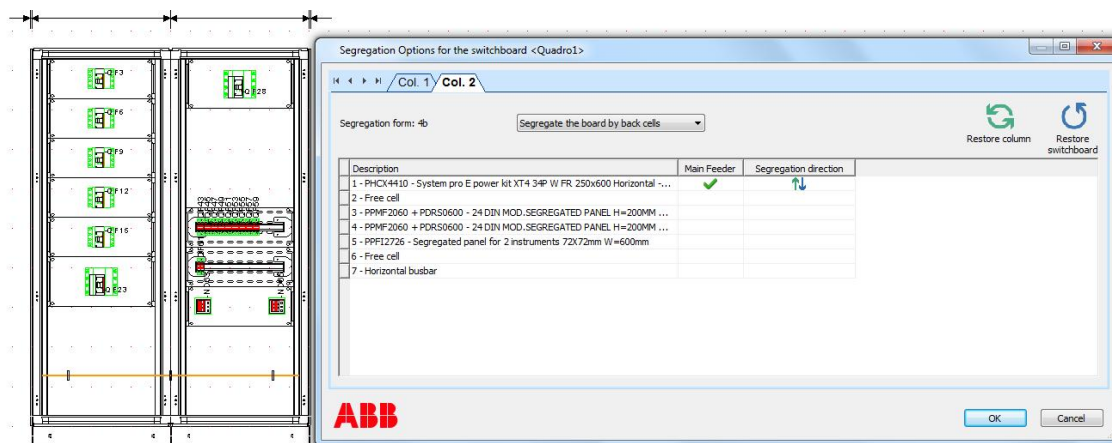 Segregation Options for the switchboard <Quadro1>
Col. 1
Col. 2
Segregation form: 4b
Segregate the board by back cells
Restore column
Restore switchboard
Description Main Feeder Segregation direction
1 - PHCX4410 - System pro E power kit XT4 34P W FR 250x600 Horizontal -...
2 - Free cell
3 - PPMF2060 + PDRS0600 - 24 DIN MOD.SEGREGATED PANEL H=200MM ...
4 - PPMF2060 + PDRS0600 - 24 DIN MOD.SEGREGATED PANEL H=200MM ...
5 - PPFI2726 - Segregated panel for 2 instruments 72X72mm W=600mm
6 - Free cell
7 - Horizontal busbar
ABB
OK
Cancel
QF3
QF6
QF9
QF12
QF15
QF23
QF28